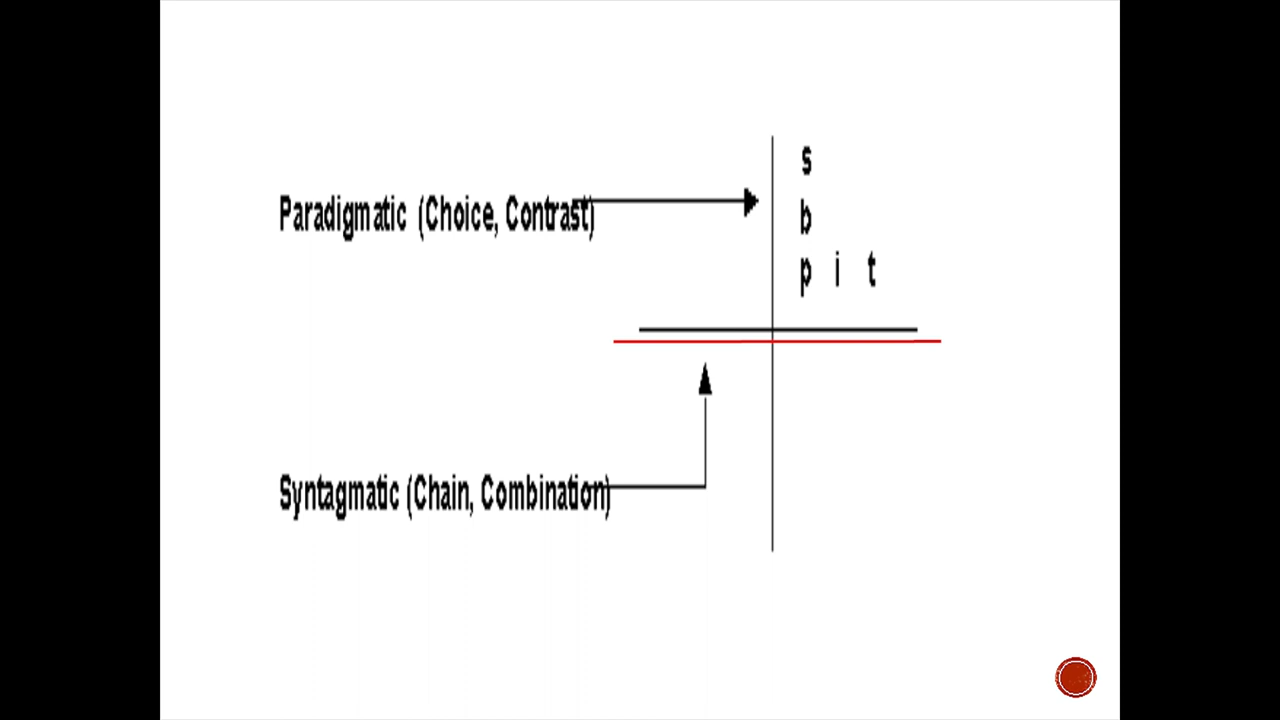 s
Paradigmatic (Choice, Contrast)
b
p i t
Syntagmatic (Chain, Combination)